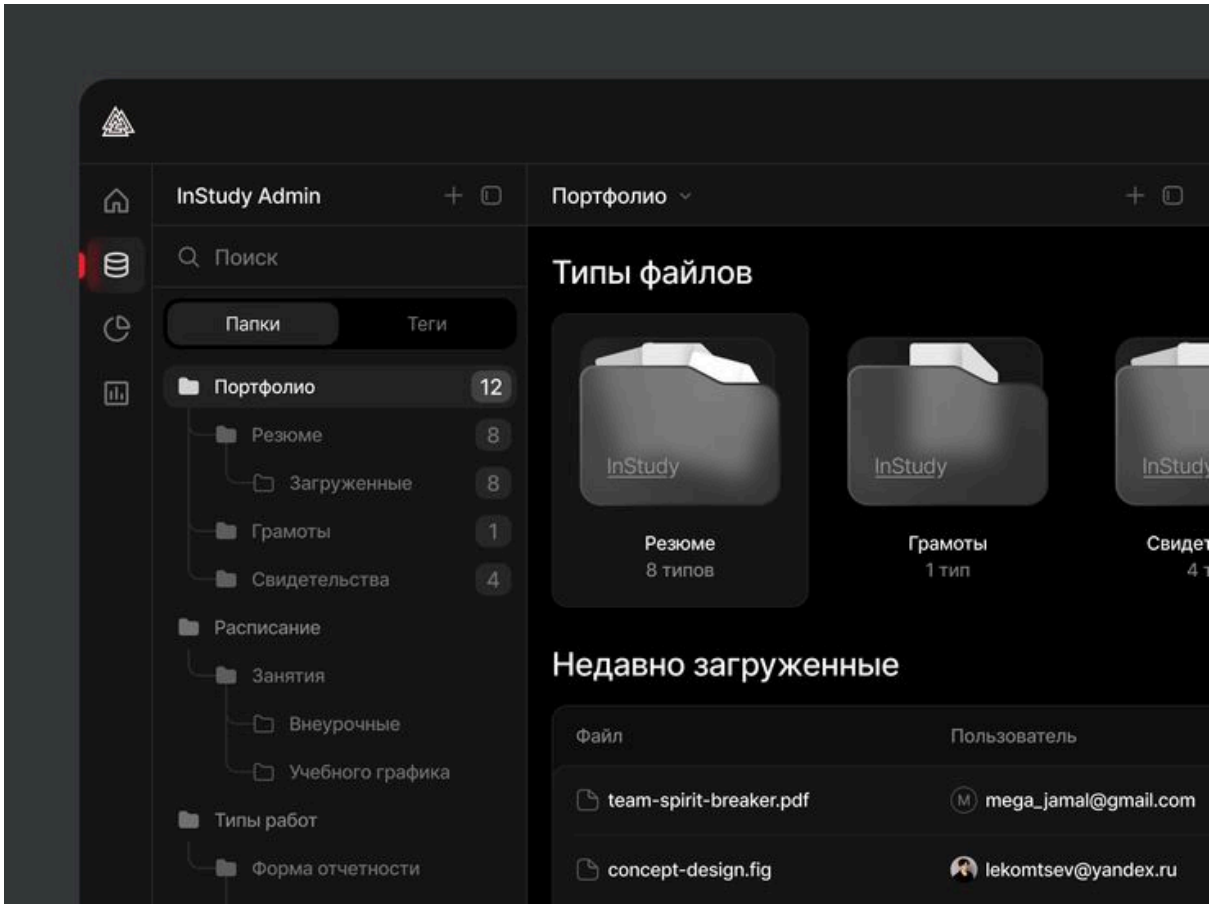 InStudy Admin
Поиск
Папки Теги
Портфолио 12
Резюме 8
Загруженные 8
Грамоты 1
Свидетельства 4
Расписание
Занятия
Внеурочные
Учебного графика
Типы работ
Форма отчетности
Портфолио
Типы файлов
InStudy InStudy InStudy
Резюме Грамоты
8 типов 1 тип 4
Недавно загруженные
Файл Пользователь
team-spirit-breaker.pdf M mega_jamal@gmail.com
concept-design.fig lekomtsev@yandex.ru